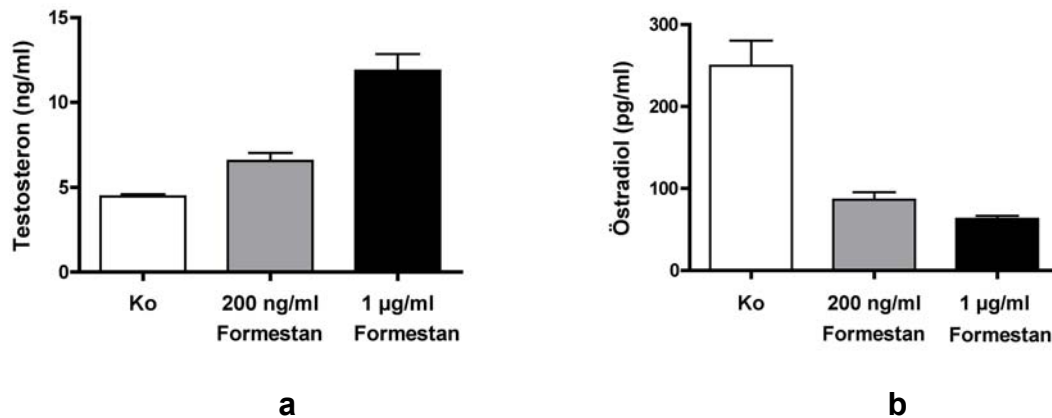 Testosteron (ng/ml)
15
10
5
0
Ko
200 ng/ml
Formestan
1 µg/ml
Formestan
a
Östradiol (pg/ml)
300
200
100
0
Ko
200 ng/ml
Formestan
1 µg/ml
Formestan
b